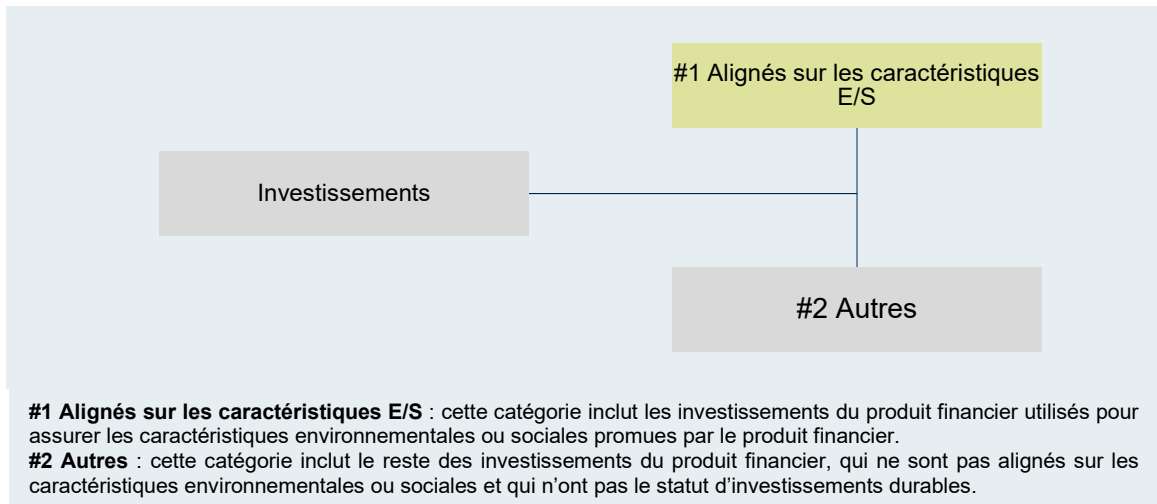 #1 Alignés sur les caractéristiques
E/S
Investissements
#2 Autres
#1 Alignés sur les caractéristiques E/S : cette catégorie inclut les investissements du produit financier utilisés pour
assurer les caractéristiques environnementales ou sociales promues par le produit financier.
#2 Autres : cette catégorie inclut le reste des investissements du produit financier, qui ne sont pas alignés sur les
caractéristiques environnementales ou sociales et qui n’ont pas le statut d’investissements durables.